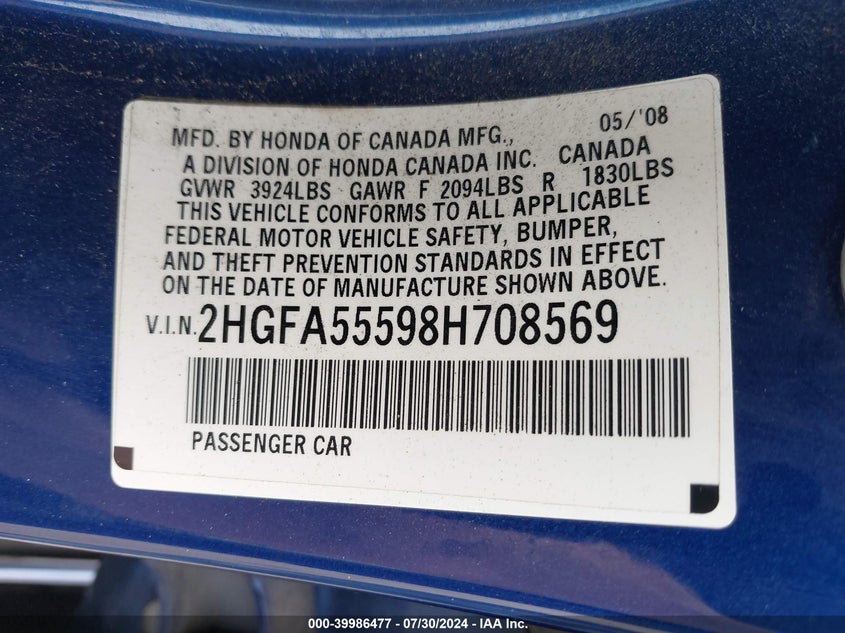 05/'08
MFD. BY HONDA OF CANADA MFG.,
A DIVISION OF HONDA CANADA INC. CANADA
GVWR 3924LBS GAWR F 2094LBS R 1830LBS
THIS VEHICLE CONFORMS TO ALL APPLICABLE
FEDERAL MOTOR VEHICLE SAFETY, BUMPER,
AND THEFT PREVENTION STANDARDS IN EFFECT
ON THE DATE OF MANUFACTURE SHOWN ABOVE.
V.I.N.2HGFA55598H708569
PASSENGER CAR
000-39986477 - 07/30/2024 - IAA Inc.